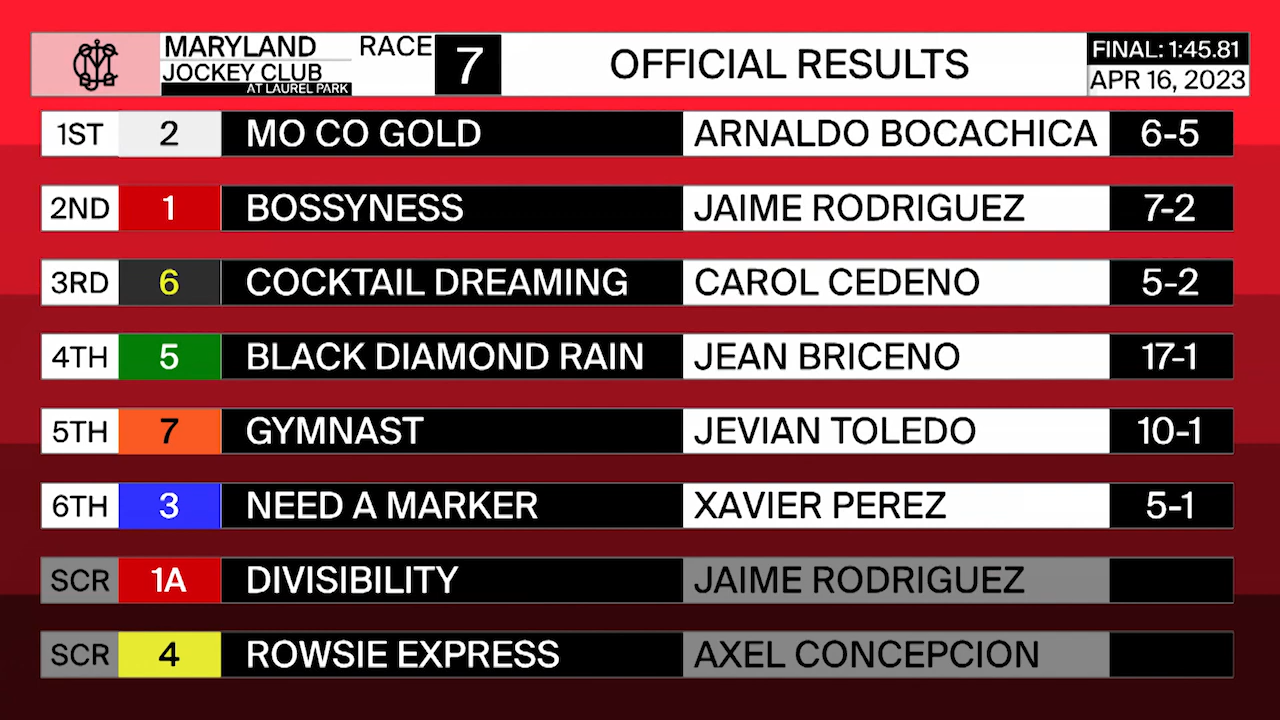 MARYLAND
JOCKEY CLUB
AT LAUREL PARK
RACE 7
OFFICIAL RESULTS
FINAL: 1:45.81
APR 16, 2023
1ST 2 MO CO GOLD ARNALDO BOCACHICA 6-5
2ND 1 BOSSYNESS JAIME RODRIGUEZ 7-2
3RD 6 COCKTAIL DREAMING CAROL CEDENO 5-2
4TH 5 BLACK DIAMOND RAIN JEAN BRICENO 17-1
5TH 7 GYMNAST JEVIAN TOLEDO 10-1
6TH 3 NEED A MARKER XAVIER PEREZ 5-1
SCR 1A DIVISIBILITY JAIME RODRIGUEZ
SCR 4 ROWSIE EXPRESS AXEL CONCEPCION